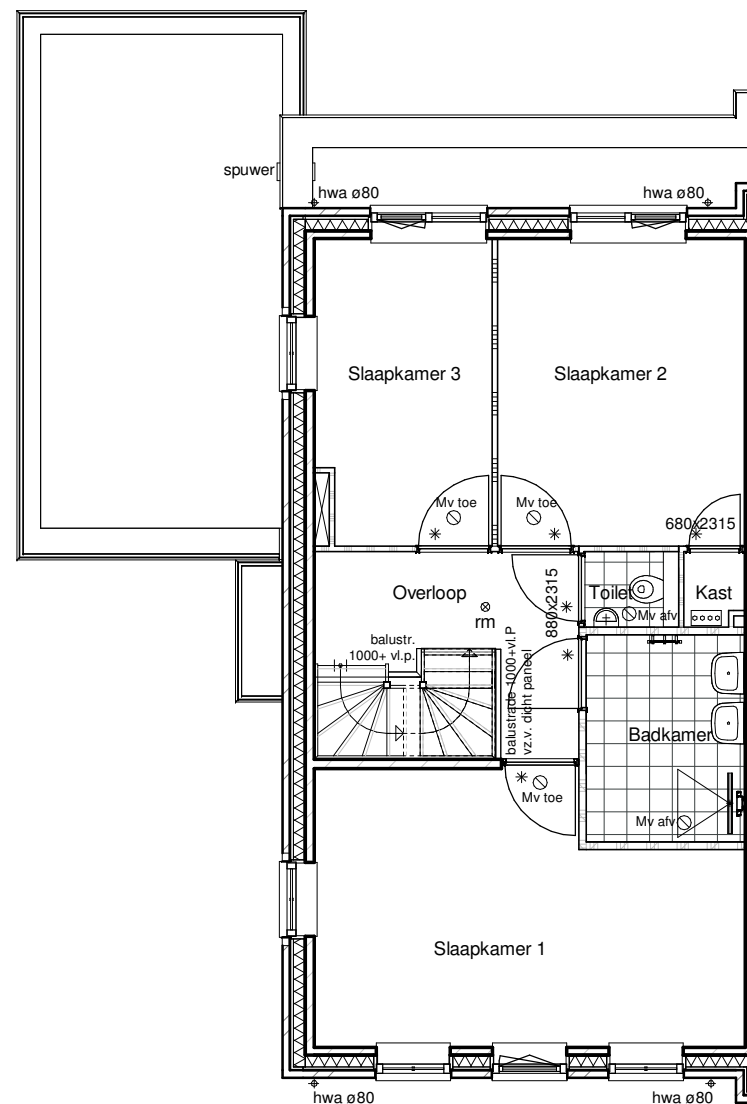 spuwer
hwa ø80
hwa ø80
Slaapkamer 3
Slaapkamer 2
Mv toe
Mv toe
680x2315
Overloop
rm
880x2315
Toilet
Mv afv
Kast
balustr.
1000+ vl.p.
balustrade 1000+vl.P
vz.v. dicht paneel
Badkamer
Mv toe
Mv afv
Slaapkamer 1
hwa ø80
hwa ø80